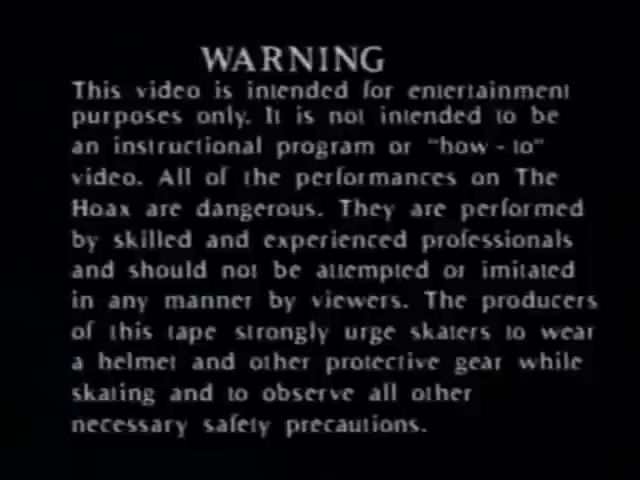 WARNING
This video is intended for entertainment
purposes only. It is not intended to be
an instructional program or "how - to"
video. All of the performances on The
Hoax are dangerous. They are performed
by skilled and experienced professionals
and should not be attempted or imitated
in any manner by viewers. The producers
of this tape strongly urge skaters to wear
a helmet and other protective gear while
skating and to observe all other
necessary safety precautions.